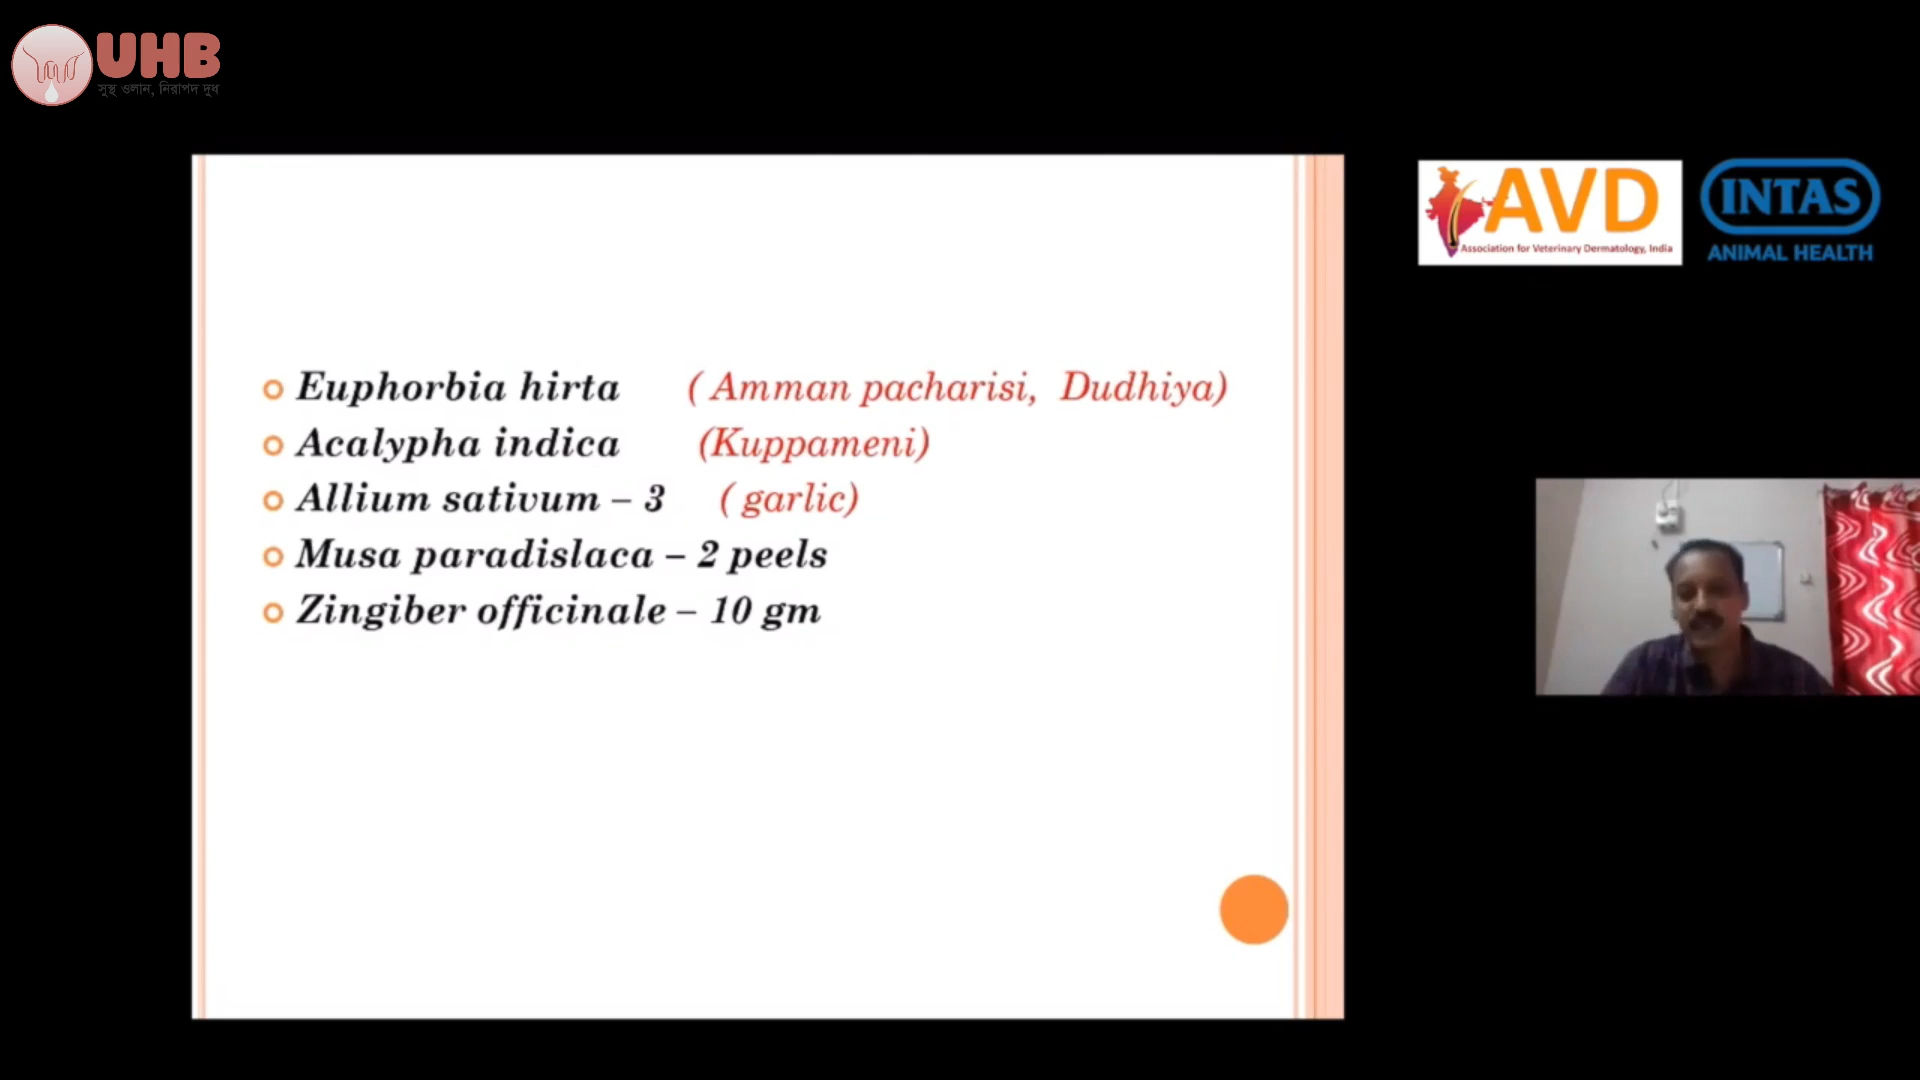 UHB
সুস্থ ওলান, নিরাপদ দুধ
AVD
Association for Veterinary Dermatology, India
INTAS
ANIMAL HEALTH
Euphorbia hirta ( Amman pacharisi, Dudhiya)
Acalypha indica (Kuppameni)
Allium sativum – 3 ( garlic)
Musa paradislaca – 2 peels
Zingiber officinale – 10 gm